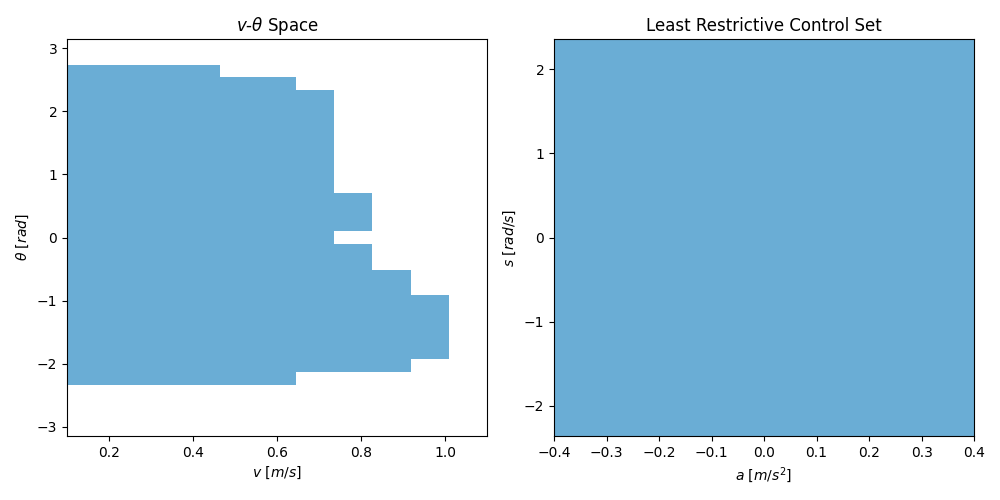 v-θ Space
3
2
1
0
−1
−2
−3
θ [rad]
0.2 0.4 0.6 0.8 1.0
v [m/s]
Least Restrictive Control Set
2
1
0
−1
−2
s [rad/s]
−0.4 −0.3 −0.2 −0.1 0.0 0.1 0.2 0.3 0.4
a [m/s²]